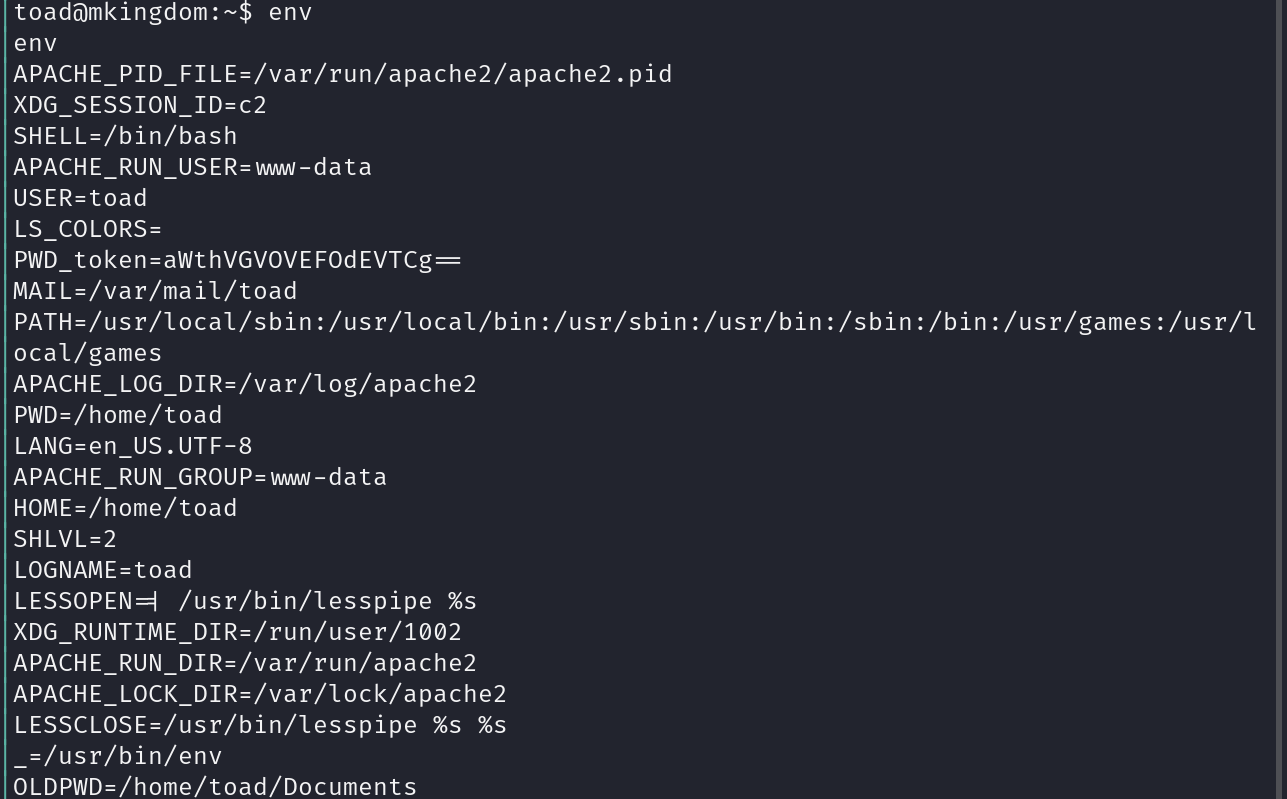 toad@mkingdom:~$ env
env
APACHE_PID_FILE=/var/run/apache2/apache2.pid
XDG_SESSION_ID=c2
SHELL=/bin/bash
APACHE_RUN_USER=www-data
USER=toad
LS_COLORS=
PWD_token=aWthVGVOVEFOdEVTCg==
MAIL=/var/mail/toad
PATH=/usr/local/sbin:/usr/local/bin:/usr/sbin:/usr/bin:/sbin:/bin:/usr/games:/usr/l
ocal/games
APACHE_LOG_DIR=/var/log/apache2
PWD=/home/toad
LANG=en_US.UTF-8
APACHE_RUN_GROUP=www-data
HOME=/home/toad
SHLVL=2
LOGNAME=toad
LESSOPEN=| /usr/bin/lesspipe %s
XDG_RUNTIME_DIR=/run/user/1002
APACHE_RUN_DIR=/var/run/apache2
APACHE_LOCK_DIR=/var/lock/apache2
LESSCLOSE=/usr/bin/lesspipe %s %s
_=/usr/bin/env
OLDPWD=/home/toad/Documents